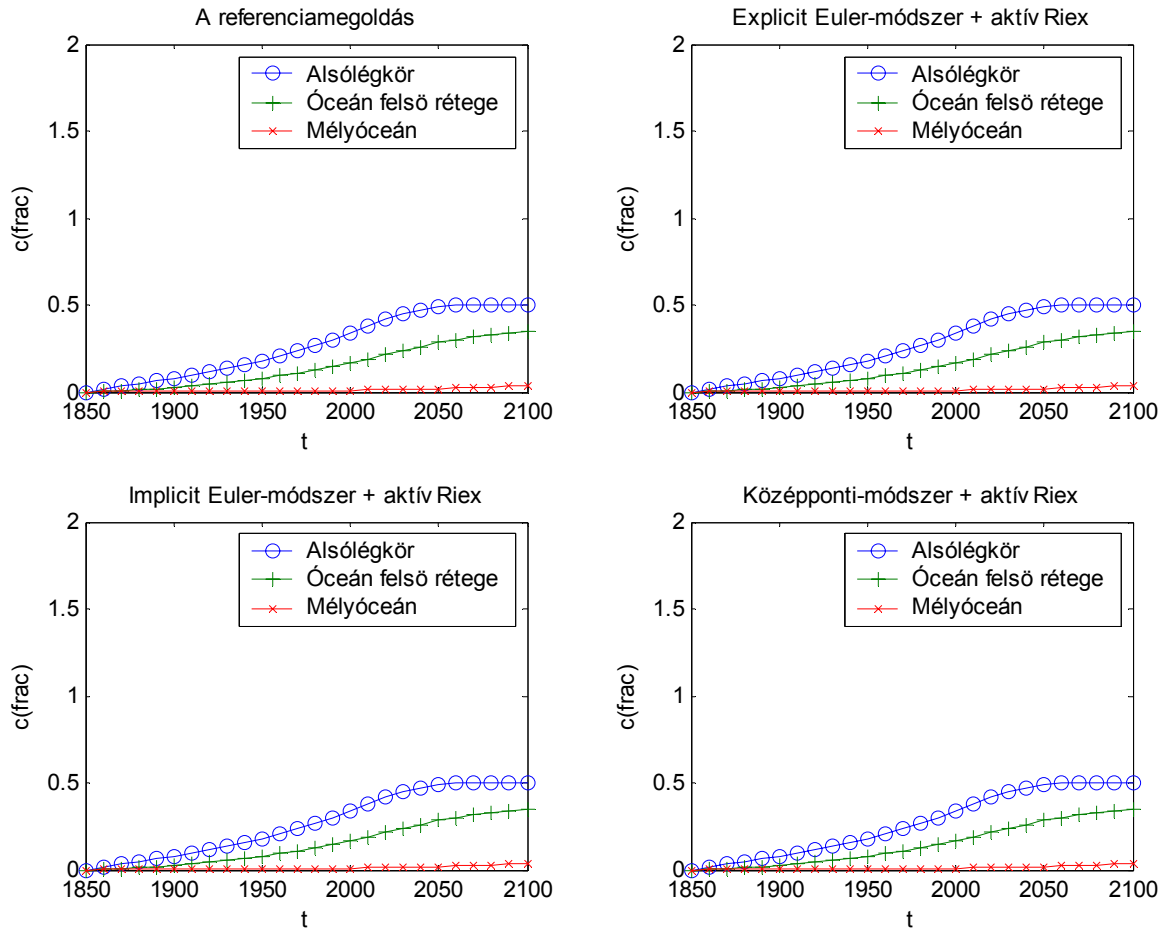 A referenciamegoldás
2
1.5
1
0.5
0
c(frac)
Alsólégkör
Óceán felsö rétege
Mélyóceán
1850 1900 1950 2000 2050 2100
t
Explicit Euler-módszer + aktív Riex
2
1.5
1
0.5
0
c(frac)
Alsólégkör
Óceán felsö rétege
Mélyóceán
1850 1900 1950 2000 2050 2100
t
Implicit Euler-módszer + aktív Riex
2
1.5
1
0.5
0
c(frac)
Alsólégkör
Óceán felsö rétege
Mélyóceán
1850 1900 1950 2000 2050 2100
t
Középponti-módszer + aktív Riex
2
1.5
1
0.5
0
c(frac)
Alsólégkör
Óceán felsö rétege
Mélyóceán
1850 1900 1950 2000 2050 2100
t